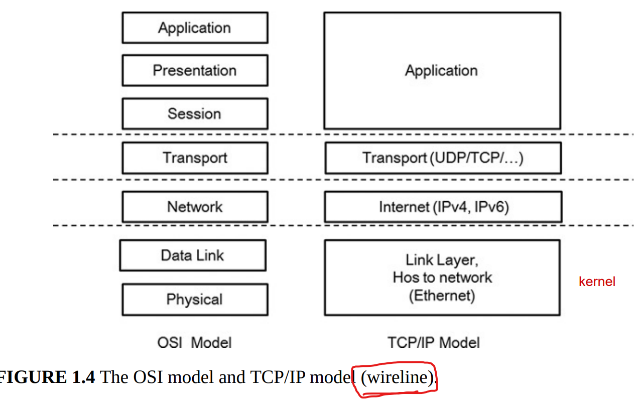 Application
Presentation
Application
Session
Transport
Transport (UDP/TCP/...)
Network
Internet (IPv4, IPv6)
Data Link
Link Layer,
Hos to network
(Ethernet)
kernel
Physical
OSI Model
TCP/IP Model
FIGURE 1.4 The OSI model and TCP/IP model (wireline).